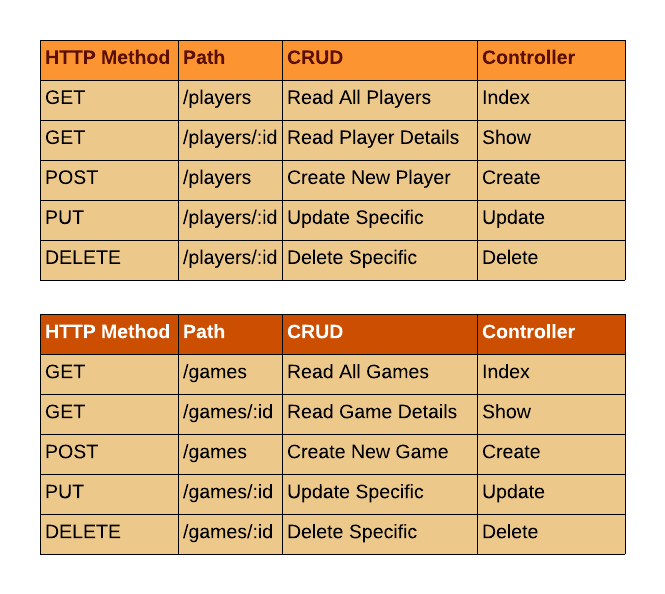 HTTP Method Path CRUD Controller
GET /players Read All Players Index
GET /players/:id Read Player Details Show
POST /players Create New Player Create
PUT /players/:id Update Specific Update
DELETE /players/:id Delete Specific Delete
HTTP Method Path CRUD Controller
GET /games Read All Games Index
GET /games/:id Read Game Details Show
POST /games Create New Game Create
PUT /games/:id Update Specific Update
DELETE /games/:id Delete Specific Delete